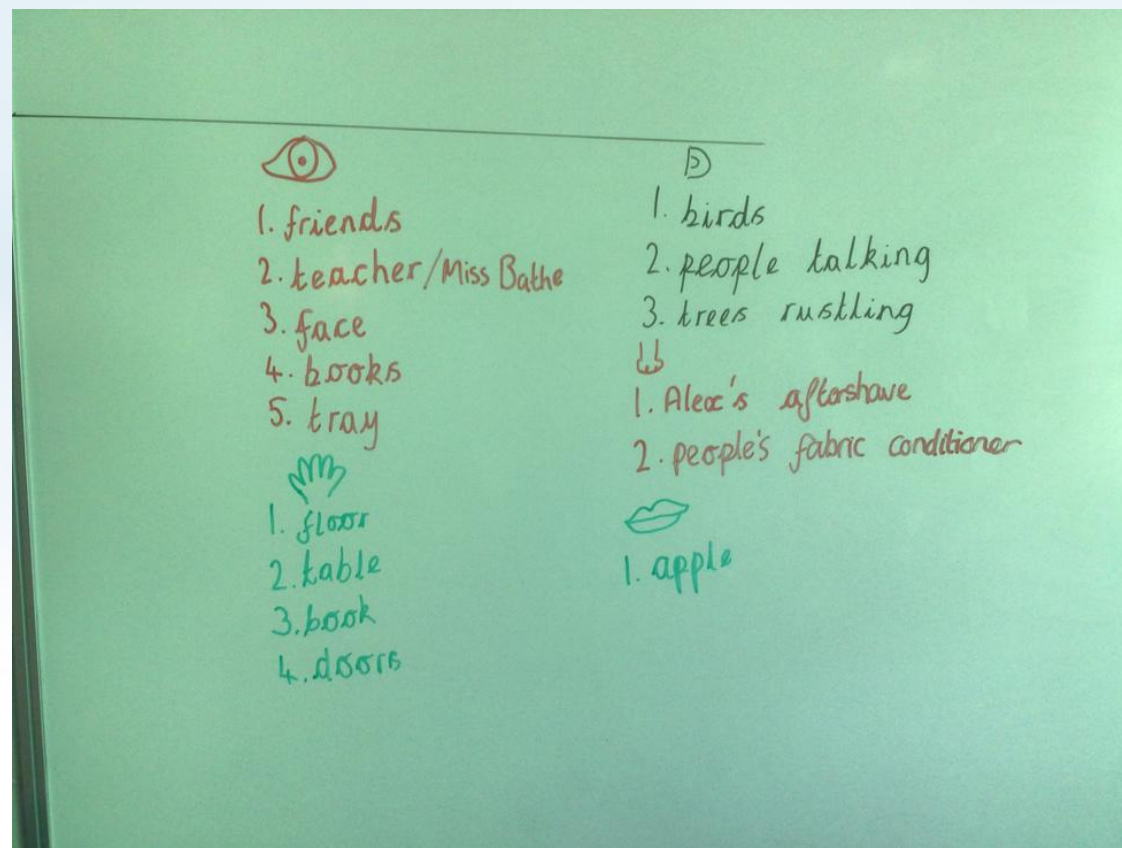 1. friends
2. teacher/Miss Bathe
3. face
4. books
5. tray
1. floor
2. table
3. book
4. doors
1. birds
2. people talking
3. trees rustling
1. Alex's aftershave
2. people's fabric conditioner
1. apple